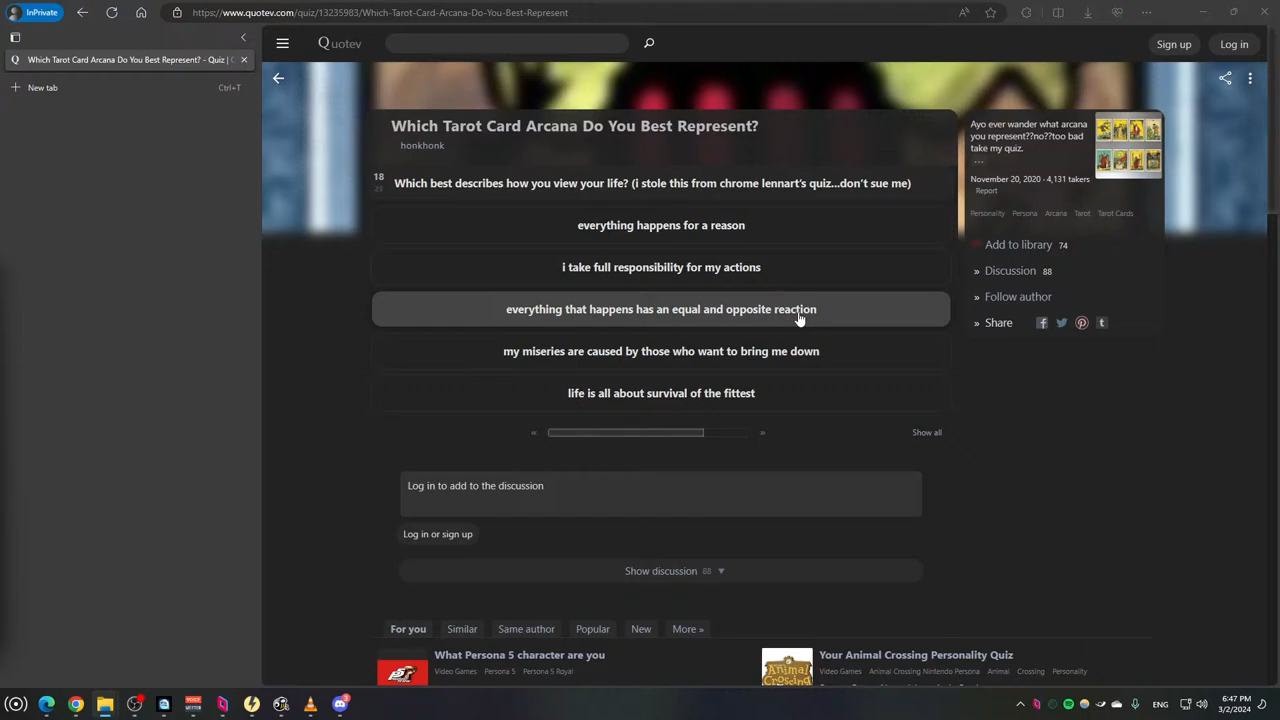 InPrivate
https://www.quotev.com/quiz/13235983/Which-Tarot-Card-Arcana-Do-You-Best-Represent
Q Which Tarot Card Arcana Do You Best Represent? - Quiz |
New tab Ctrl+T
Quotev
Sign up
Log in
Which Tarot Card Arcana Do You Best Represent?
honkhonk
18
Which best describes how you view your life? (i stole this from chrome lennart's quiz...don't sue me)
everything happens for a reason
i take full responsibility for my actions
everything that happens has an equal and opposite reaction
my miseries are caused by those who want to bring me down
life is all about survival of the fittest
« »
Show all
Ayo ever wander what arcana
you represent??no??too bad
take my quiz.
...
November 20, 2020 · 4,131 takers
Report
Personality Persona Arcana Tarot Tarot Cards
Add to library 74
» Discussion 88
» Follow author
» Share
Log in to add to the discussion
Log in or sign up
Show discussion 88 ▼
For you Similar Same author Popular New More »
What Persona 5 character are you
Video Games Persona 5 Persona 5 Royal
Your Animal Crossing Personality Quiz
Video Games Animal Crossing Nintendo Persona Animal Crossing Personality
ENG
6:47 PM
3/2/2024